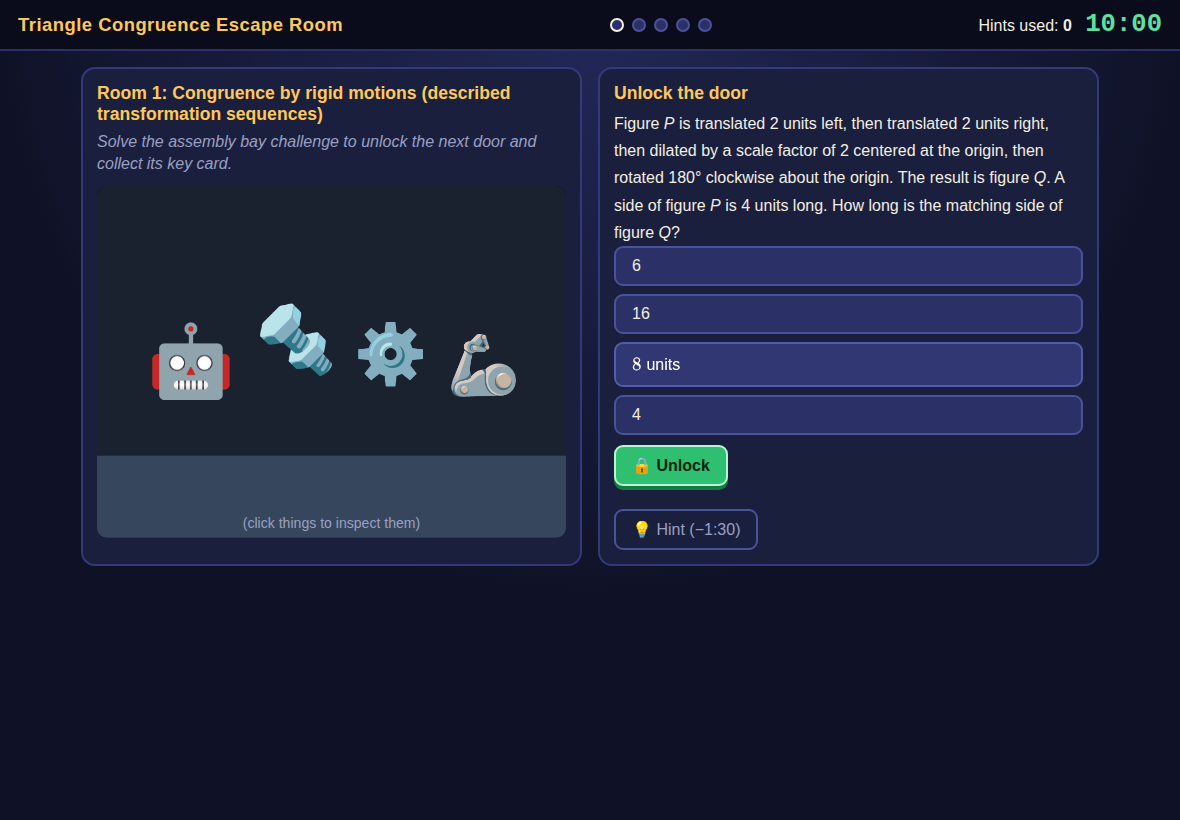 Triangle Congruence Escape Room
Hints used: 0 10:00
Room 1: Congruence by rigid motions (described
transformation sequences)
Solve the assembly bay challenge to unlock the next door and
collect its key card.
(click things to inspect them)
Unlock the door
Figure P is translated 2 units left, then translated 2 units right,
then dilated by a scale factor of 2 centered at the origin, then
rotated 180° clockwise about the origin. The result is figure Q. A
side of figure P is 4 units long. How long is the matching side of
figure Q?
6
16
8 units
4
🔒 Unlock
💡 Hint (−1:30)